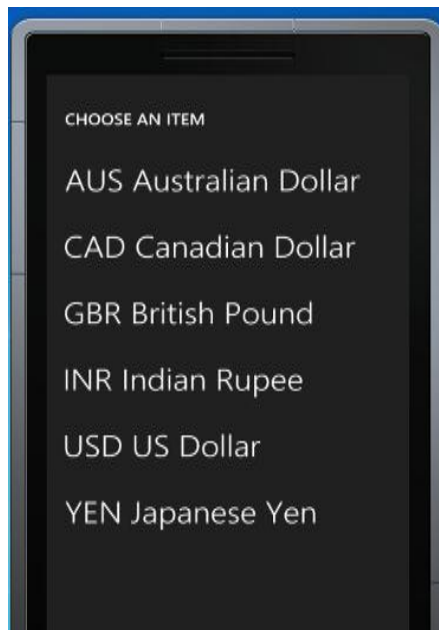 CHOOSE AN ITEM
AUS Australian Dollar
CAD Canadian Dollar
GBR British Pound
INR Indian Rupee
USD US Dollar
YEN Japanese Yen